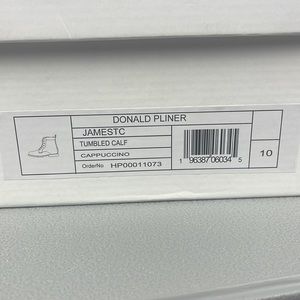 DONALD PLINER
JAMESTC
TUMBLED CALF
CAPPUCCINO
OrderNo HP00011073
1 96387 06034 5
10